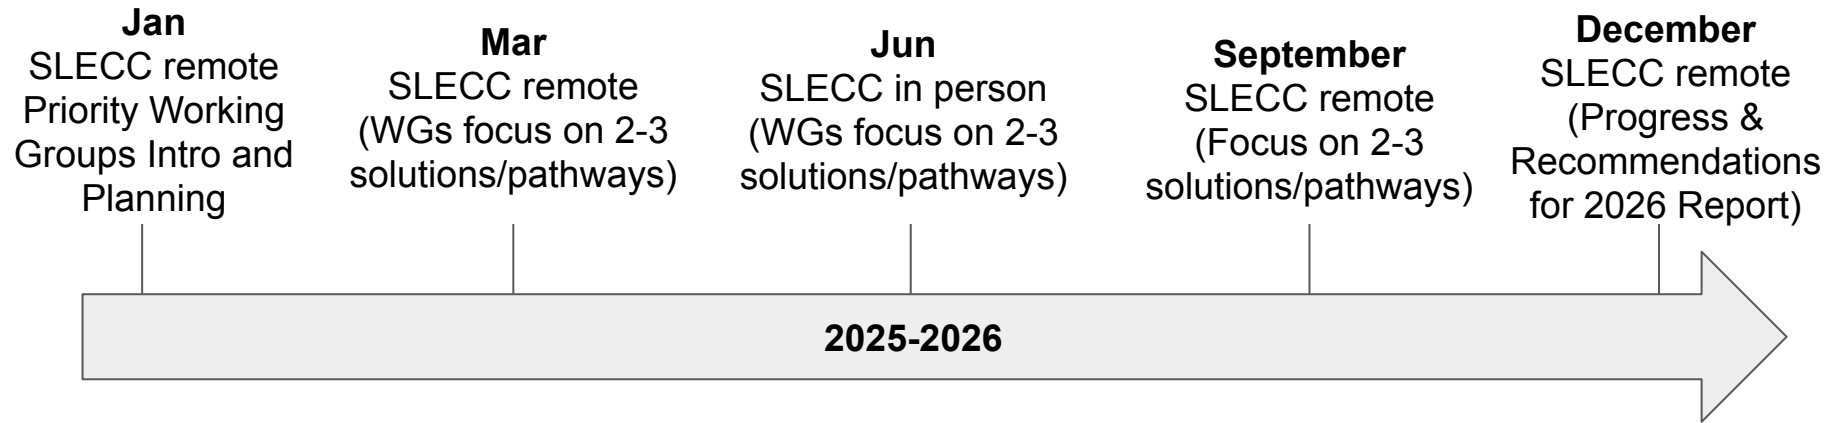 Jan
SLECC remote
Priority Working
Groups Intro and
Planning
Mar
SLECC remote
(WGs focus on 2-3
solutions/pathways)
Jun
SLECC in person
(WGs focus on 2-3
solutions/pathways)
September
SLECC remote
(Focus on 2-3
solutions/pathways)
December
SLECC remote
(Progress &
Recommendations
for 2026 Report)
2025-2026